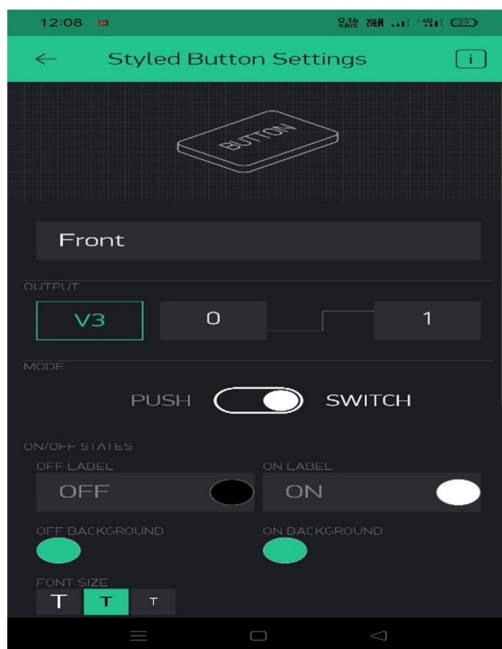 12:08
Styled Button Settings i
BUTTON
Front
OUTPUT
V3 0 1
MODE
PUSH SWITCH
ON/OFF STATES
OFF LABEL ON LABEL
OFF ON
OFF BACKGROUND ON BACKGROUND
FONT SIZE
T T T